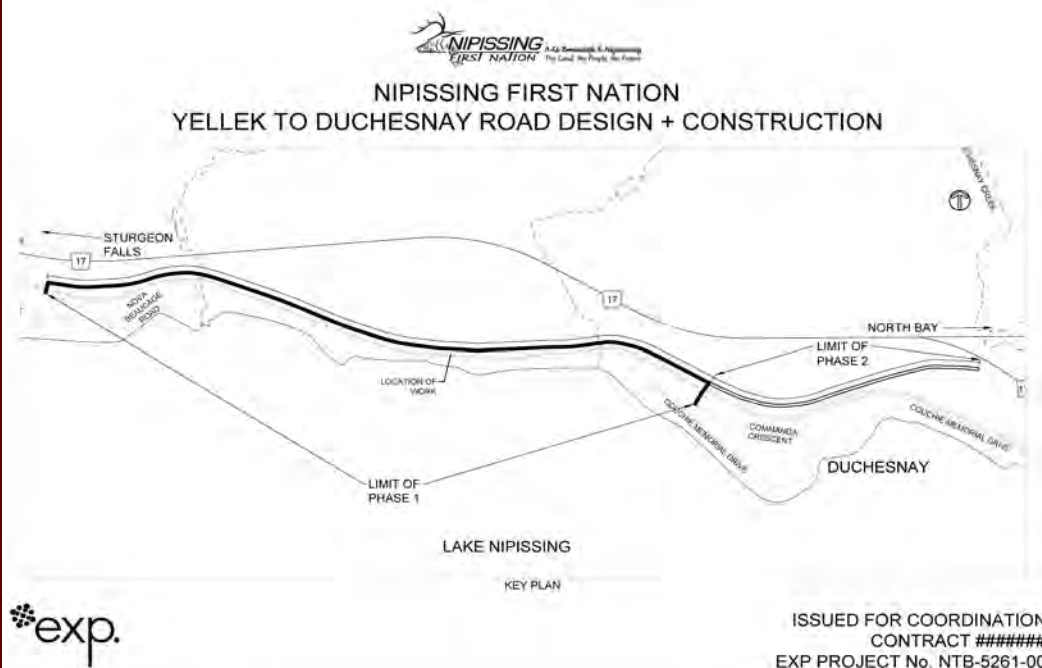 NIPISSING
FIRST NATION
NIPISSING FIRST NATION
YELLEK TO DUCHESNAY ROAD DESIGN + CONSTRUCTION
STURGEON
FALLS
17
NOVA
BEAUCAGE
ROAD
LOCATION OF
WORK
17
NORTH BAY
LIMIT OF
PHASE 2
COUCHIE MEMORIAL DRIVE
COMMANDA
CRESCENT
COUCHIE MEMORIAL DRIVE
DUCHESNAY
LIMIT OF
PHASE 1
LAKE NIPISSING
KEY PLAN
exp.
ISSUED FOR COORDINATION
CONTRACT #######
EXP PROJECT No. NTB-5261-00